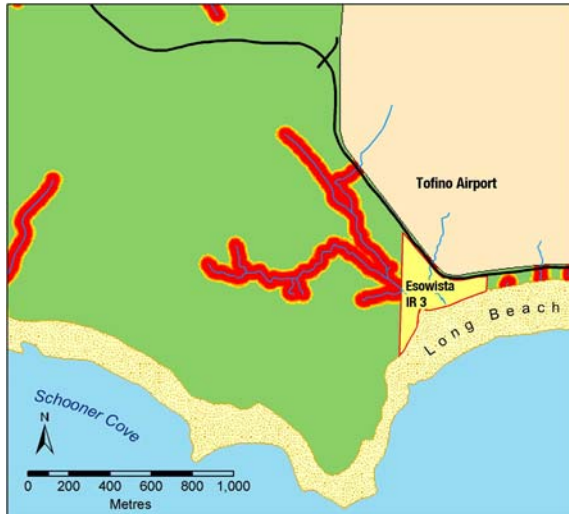 Tofino Airport
Esowista
IR 3
Long Beach
Schooner Cove
N
0 200 400 600 800 1,000
Metres